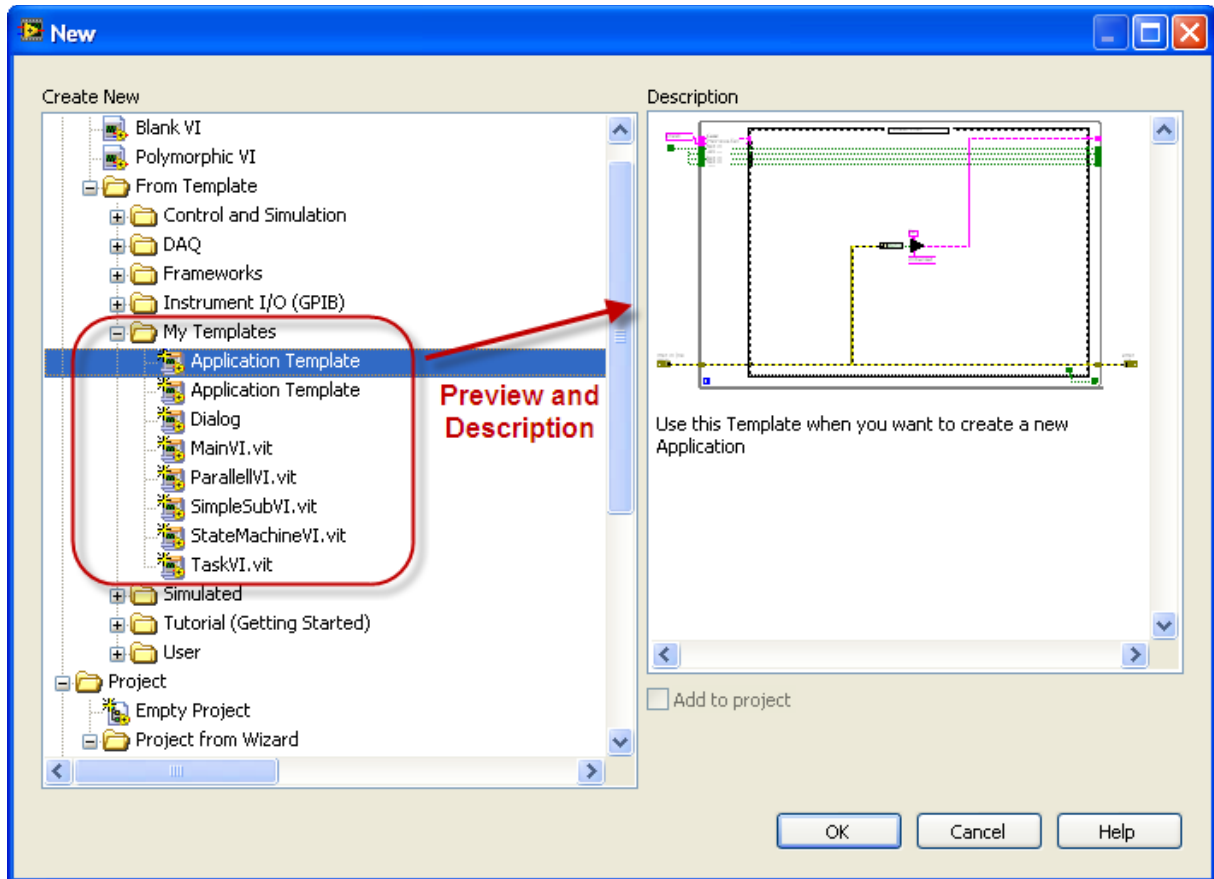 New
Create New
Blank VI
Polymorphic VI
From Template
Control and Simulation
DAQ
Frameworks
Instrument I/O (GPIB)
My Templates
Application Template
Application Template
Dialog
MainVI.vit
ParallelVI.vit
SimpleSubVI.vit
StateMachineVI.vit
TaskVI.vit
Simulated
Tutorial (Getting Started)
User
Project
Empty Project
Project from Wizard
Preview and
Description
Description
Use this Template when you want to create a new
Application
Add to project
OK
Cancel
Help